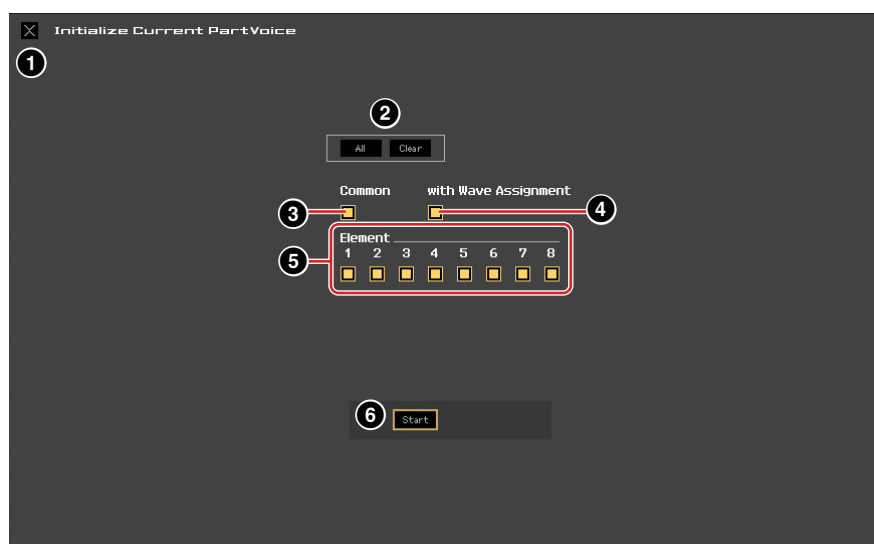 Initialize Current PartVoice
1
2
All Clear
Common with Wave Assignment
3
4
Element
1 2 3 4 5 6 7 8
5
6 Start